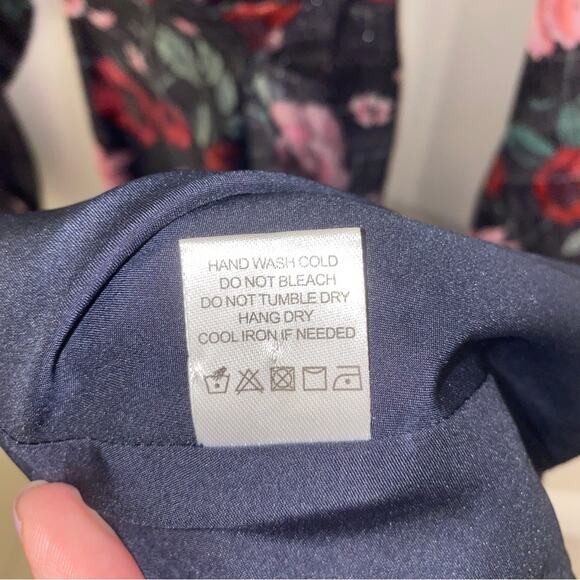 HAND WASH COLD
DO NOT BLEACH
DO NOT TUMBLE DRY
HANG DRY
COOL IRON IF NEEDED